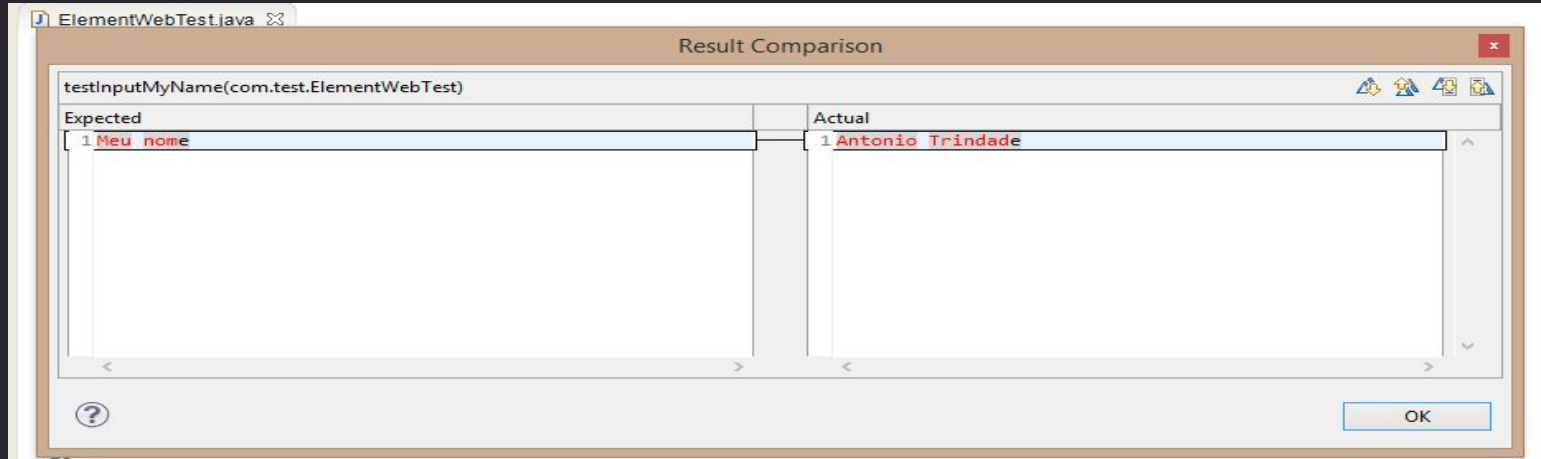 ElementWebTest.java
Result Comparison
testInputMyName(com.test.ElementWebTest)
Expected
Actual
1 Meu nome
1 Antonio Trindade
OK